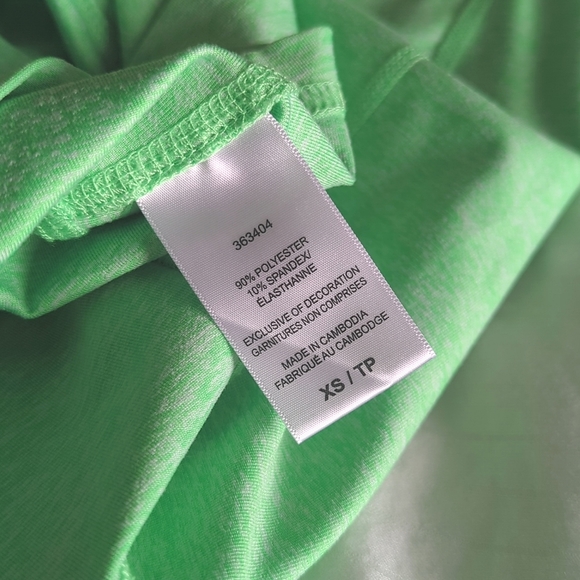 363404
90% POLYESTER
10% SPANDEX/
ÉLASTHANNE
EXCLUSIVE OF DECORATION
GARNITURES NON COMPRISES
MADE IN CAMBODIA
FABRIQUÉ AU CAMBODGE
XS / TP